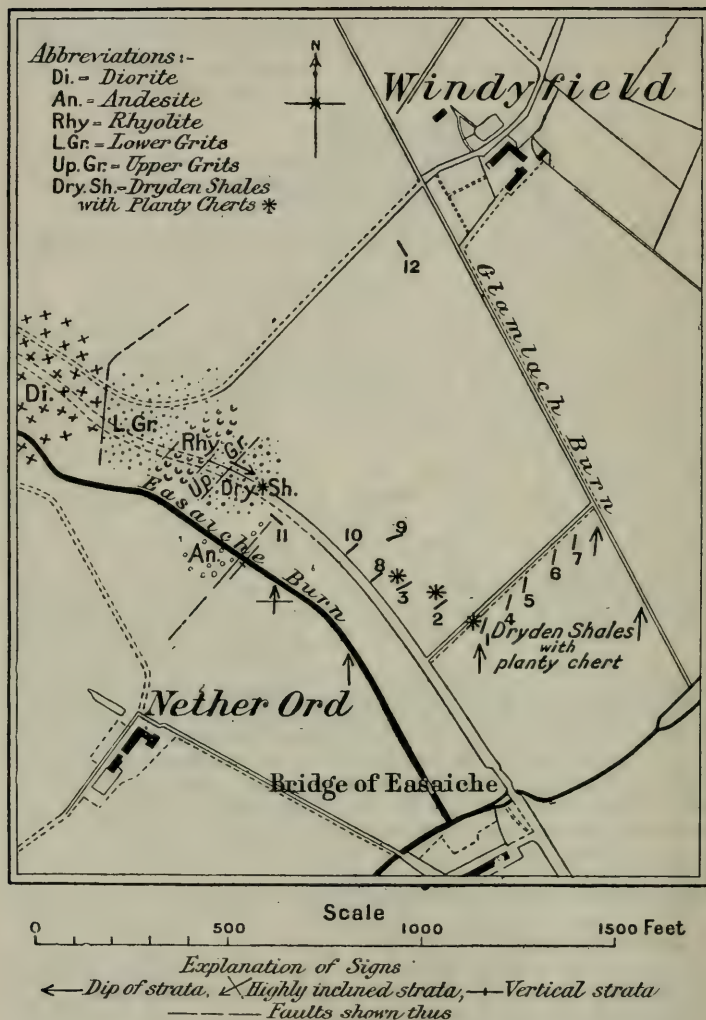 Abbreviations:-
Di. = Diorite
An. = Andesite
Rhy = Rhyolite
L.Gr. = Lower Grits
Up. Gr. = Upper Grits
Dry. Sh. = Dryden Shales
with Planty Cherts *
N
Windyfield
12
Glamlach Burn
Di.
L.Gr.
Rhy
Up. Gr.
Dry * Sh.
Easaiche Burn
An.
11
10
9
8
3
2
1
4
5
6
7
Dryden Shales
with
planty chert
Nether Ord
Bridge of Easaiche
Scale
0 500 1000 1500 Feet
Explanation of Signs
Dip of strata, Highly inclined strata, Vertical strata
Faults shown thus